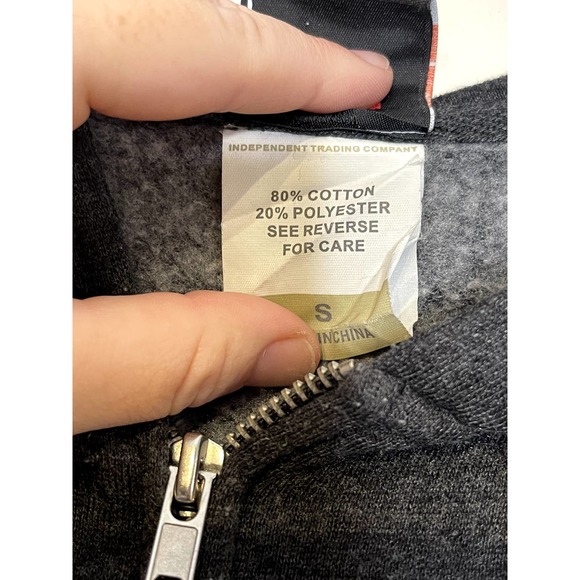 INDEPENDENT TRADING COMPANY
80% COTTON
20% POLYESTER
SEE REVERSE
FOR CARE
S
INCHINA